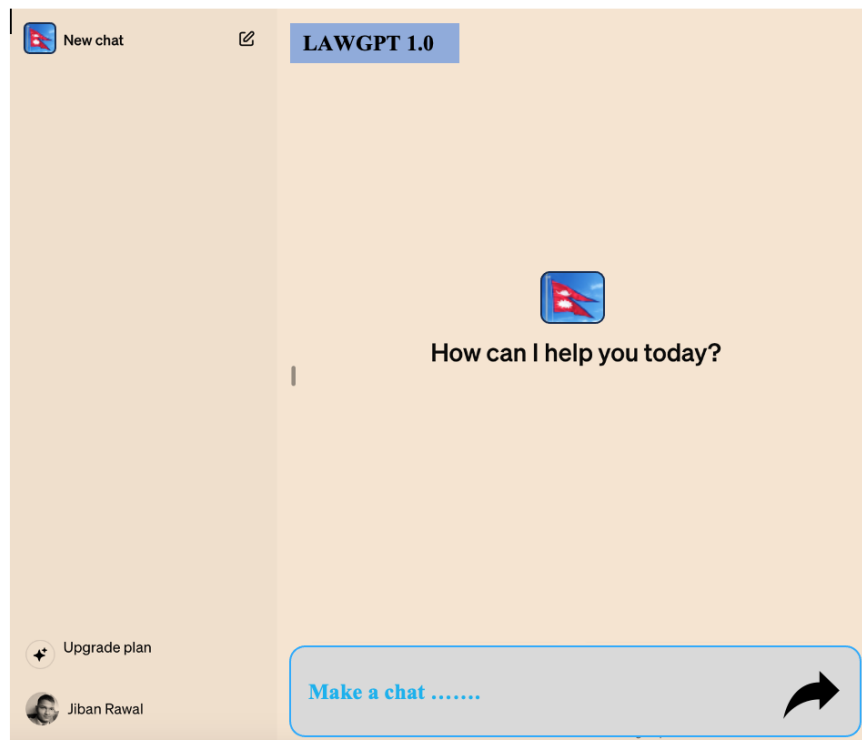 New chat
LAWGPT 1.0
How can I help you today?
Upgrade plan
Jiban Rawal
Make a chat …….